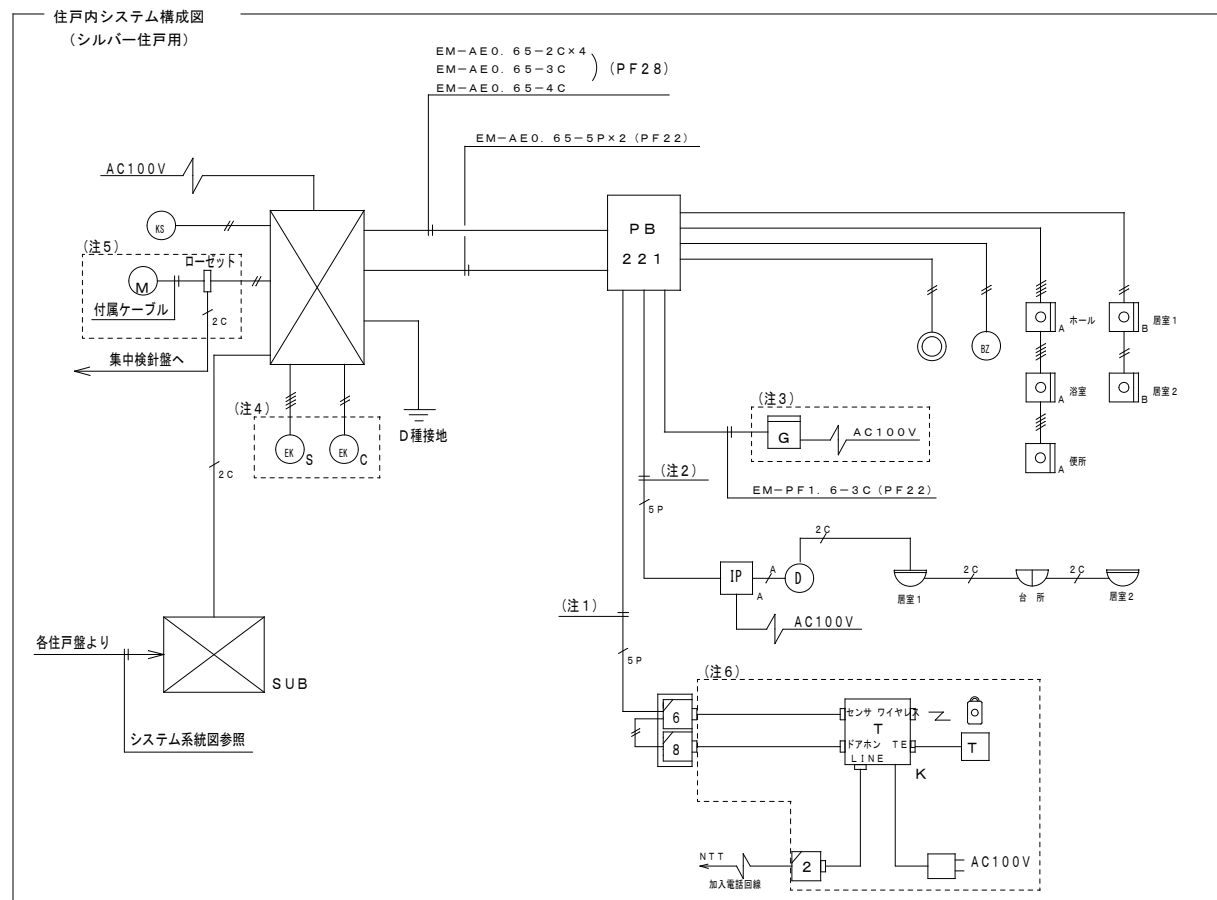 住戸内システム構成図
(シルバー住戸用)
EM-AE0.65-2C×4
EM-AE0.65-3C
EM-AE0.65-4C
(PF28)
EM-AE0.65-5P×2(PF22)
AC100V
KS
PB
221
(注5)
ローゼット
M
付属ケーブル
2C
集中検針盤へ
(注4)
EK
S
EK
C
D種接地
BZ
A
ホール
B
居室1
A
浴室
B
居室2
A
便所
(注3)
G
AC100V
(注2)
EM-PF1.6-3C(PF22)
5P
2C
2C
IP
A
A
D
2C
2C
居室1
台所
居室2
AC100V
(注1)
5P
各住戸盤より
SUB
システム系統図参照
(注6)
6
センサ ワイヤレス
T
8
ドアホン TE
LINE
T
K
NTT
加入電話回線
2
AC100V